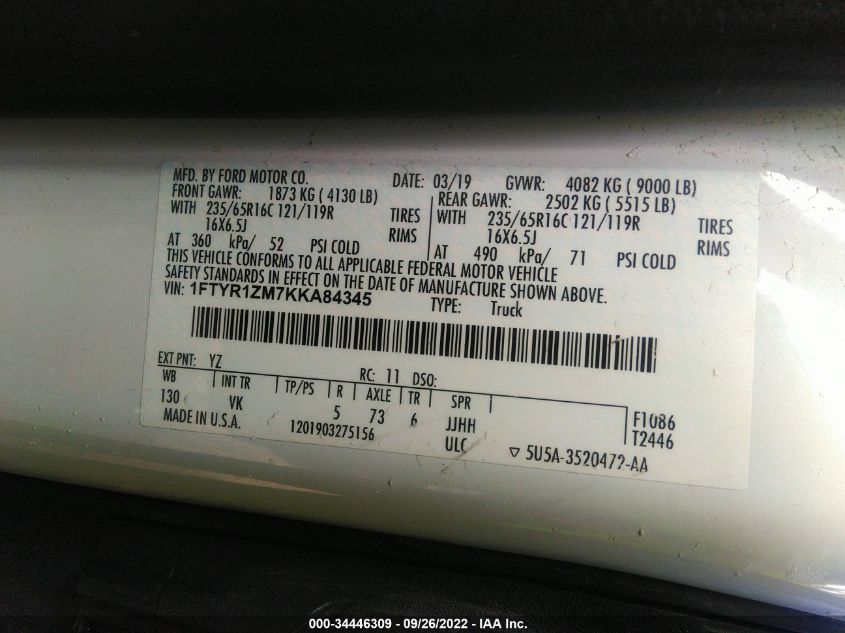 MFD. BY FORD MOTOR CO. DATE: 03/19 GVWR: 4082 KG ( 9000 LB)
FRONT GAWR: 1873 KG ( 4130 LB) REAR GAWR: 2502 KG ( 5515 LB)
WITH 235/65R16C 121/119R TIRES WITH 235/65R16C 121/119R TIRES
16X6.5J RIMS 16X6.5J RIMS
AT 360 kPa/ 52 PSI COLD AT 490 kPa/ 71 PSI COLD
THIS VEHICLE CONFORMS TO ALL APPLICABLE FEDERAL MOTOR VEHICLE
SAFETY STANDARDS IN EFFECT ON THE DATE OF MANUFACTURE SHOWN ABOVE.
VIN: 1FTYR1ZM7KKA84345 TYPE: Truck
EXT PNT: YZ RC: 11 DSO:
WB INT TR TP/PS R AXLE TR SPR
130 VK 5 73 6 JJHH F1086
MADE IN U.S.A. 1201903275156 ULC T2446
▽ 5U5A-3520472-AA
000-34446309 - 09/26/2022 - IAA Inc.